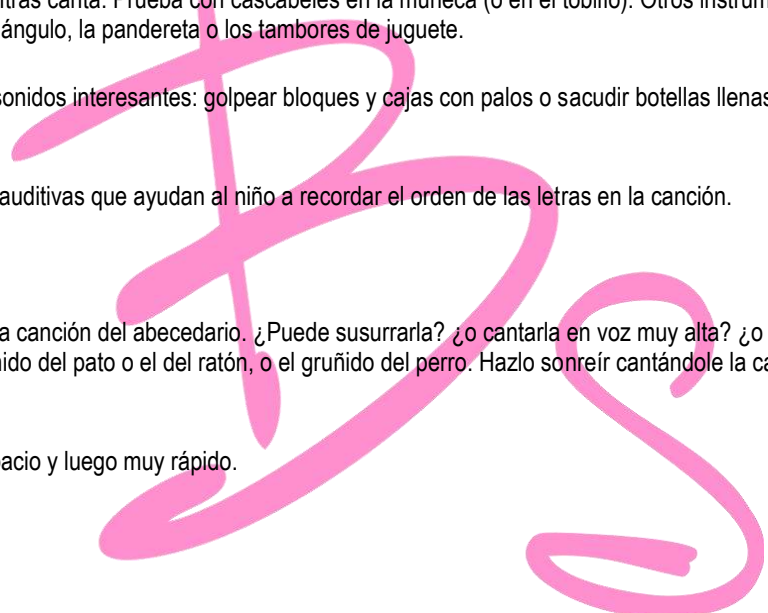 tras canta. Prueba con cascabeles en la muñeca (o en el tobillo). Otros instrum
ángulo, la pandereta o los tambores de juguete.
sonidos interesantes: golpear bloques y cajas con palos o sacudir botellas llenas
auditivas que ayudan al niño a recordar el orden de las letras en la canción.
a canción del abecedario. ¿Puede susurrarla? ¿o cantarla en voz muy alta? ¿o
ido del pato o el del ratón, o el gruñido del perro. Hazlo sonreír cantándole la ca
acio y luego muy rápido.
Bs